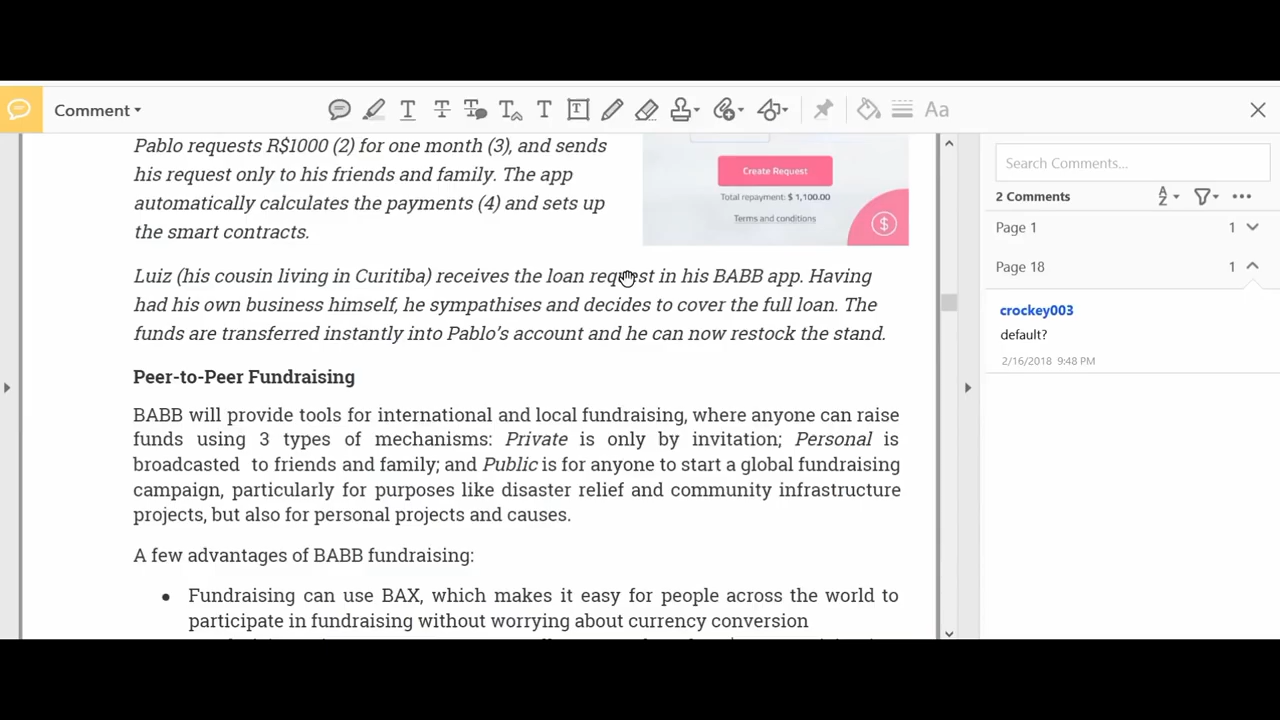 Comment
Aa
Pablo requests R$1000 (2) for one month (3), and sends
his request only to his friends and family. The app
automatically calculates the payments (4) and sets up
the smart contracts.
Create Request
Total repayment: $ 1,100.00
Terms and conditions
$
Luiz (his cousin living in Curitiba) receives the loan request in his BABB app. Having
had his own business himself, he sympathises and decides to cover the full loan. The
funds are transferred instantly into Pablo's account and he can now restock the stand.
Peer-to-Peer Fundraising
BABB will provide tools for international and local fundraising, where anyone can raise
funds using 3 types of mechanisms: Private is only by invitation; Personal is
broadcasted to friends and family; and Public is for anyone to start a global fundraising
campaign, particularly for purposes like disaster relief and community infrastructure
projects, but also for personal projects and causes.
A few advantages of BABB fundraising:
● Fundraising can use BAX, which makes it easy for people across the world to
participate in fundraising without worrying about currency conversion
Search Comments...
2 Comments
Page 1 1
Page 18 1
crockey003
default?
2/16/2018 9:48 PM